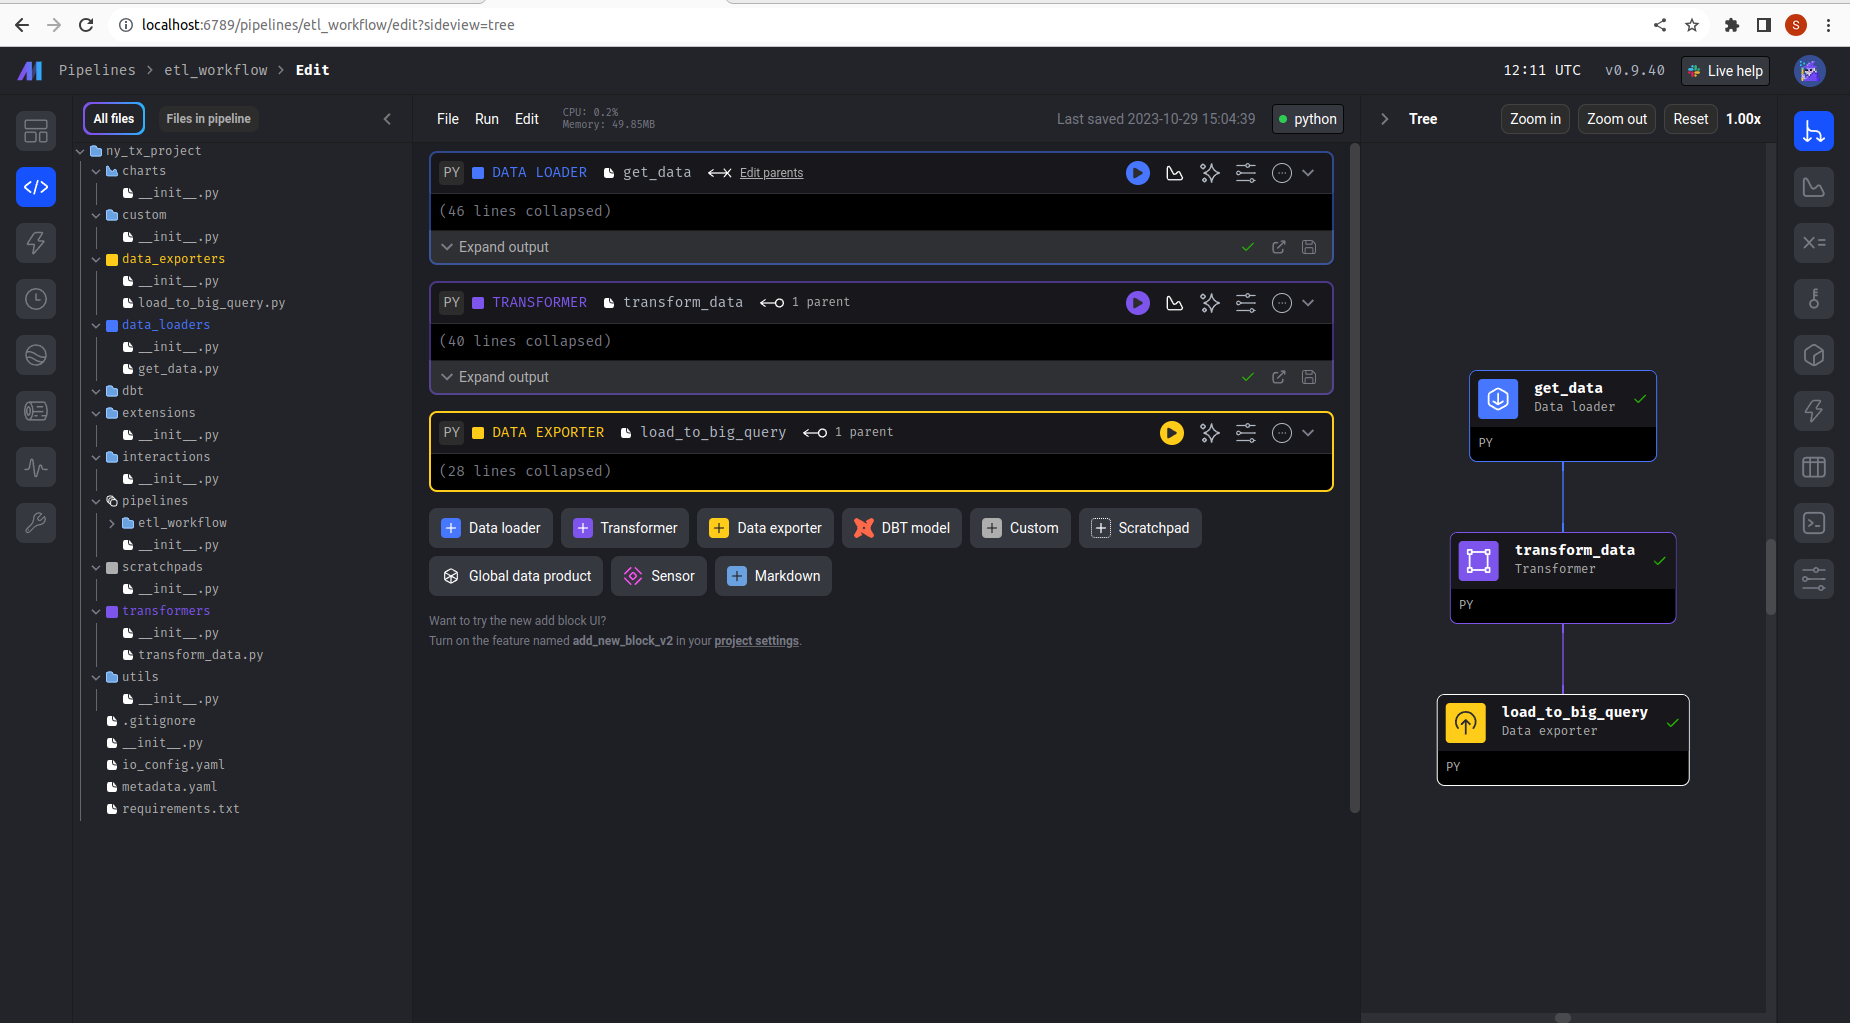 localhost:6789/pipelines/etl_workflow/edit?sideview=tree
S
Pipelines > etl_workflow > Edit
12:11 UTC
v0.9.40
Live help
All files
Files in pipeline
ny_tx_project
charts
__init__.py
custom
__init__.py
data_exporters
__init__.py
load_to_big_query.py
data_loaders
__init__.py
get_data.py
dbt
extensions
__init__.py
interactions
__init__.py
pipelines
etl_workflow
__init__.py
scratchpads
__init__.py
transformers
__init__.py
transform_data.py
utils
__init__.py
.gitignore
__init__.py
io_config.yaml
metadata.yaml
requirements.txt
File Run Edit
CPU: 0.2%
Memory: 49.85MB
Last saved 2023-10-29 15:04:39
python
PY DATA LOADER get_data Edit parents
(46 lines collapsed)
Expand output
PY TRANSFORMER transform_data 1 parent
(40 lines collapsed)
Expand output
PY DATA EXPORTER load_to_big_query 1 parent
(28 lines collapsed)
Data loader Transformer Data exporter DBT model Custom Scratchpad
Global data product Sensor Markdown
Want to try the new add block UI?
Turn on the feature named add_new_block_v2 in your project settings.
Tree
Zoom in Zoom out Reset 1.00x
get_data
Data loader
PY
transform_data
Transformer
PY
load_to_big_query
Data exporter
PY